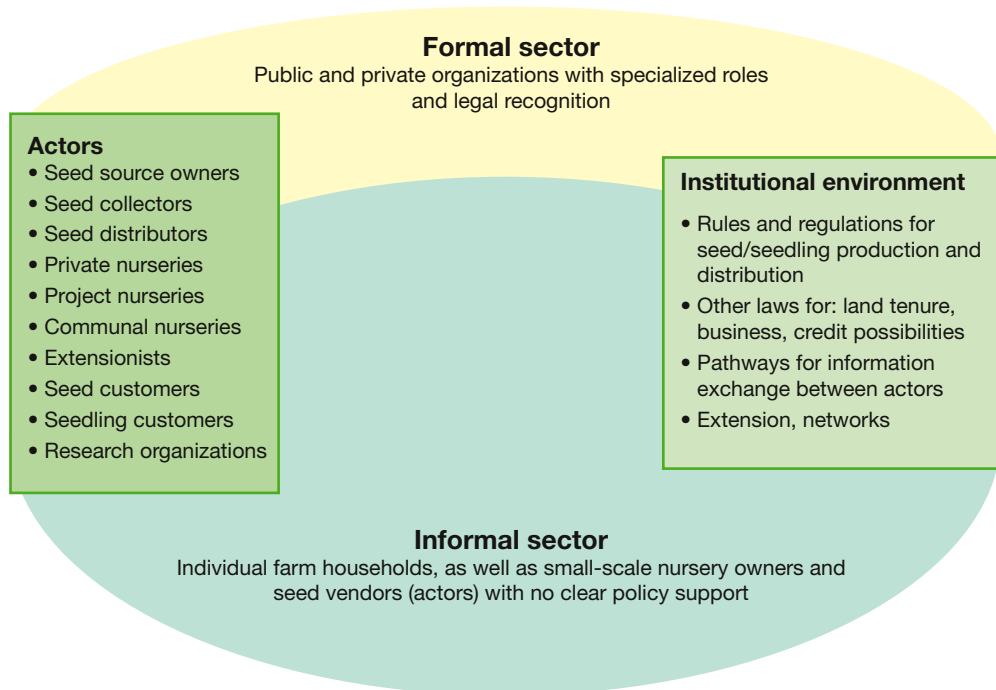 Formal sector
Public and private organizations with specialized roles
and legal recognition
Actors
• Seed source owners
• Seed collectors
• Seed distributors
• Private nurseries
• Project nurseries
• Communal nurseries
• Extensionists
• Seed customers
• Seedling customers
• Research organizations
Institutional environment
• Rules and regulations for
seed/seedling production and
distribution
• Other laws for: land tenure,
business, credit possibilities
• Pathways for information
exchange between actors
• Extension, networks
Informal sector
Individual farm households, as well as small-scale nursery owners and
seed vendors (actors) with no clear policy support